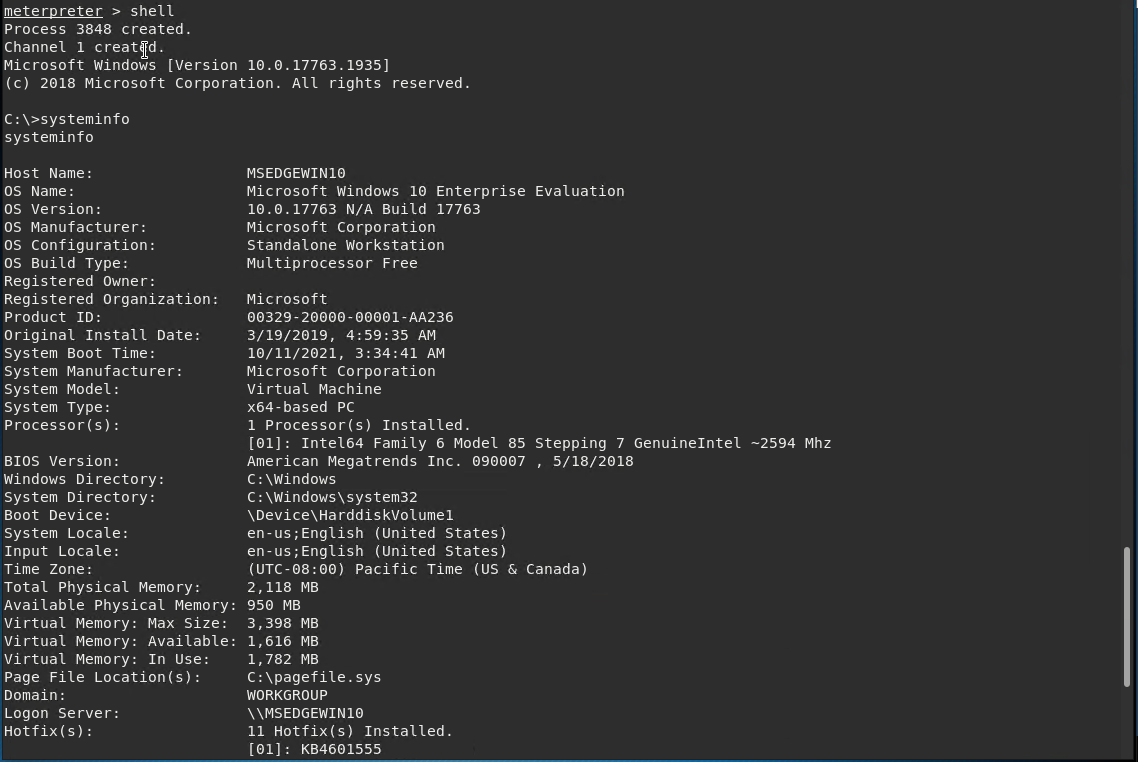 meterpreter > shell
Process 3848 created.
Channel 1 created.
Microsoft Windows [Version 10.0.17763.1935]
(c) 2018 Microsoft Corporation. All rights reserved.
C:\>systeminfo
systeminfo
Host Name:                 MSEDGEWIN10
OS Name:                   Microsoft Windows 10 Enterprise Evaluation
OS Version:                10.0.17763 N/A Build 17763
OS Manufacturer:           Microsoft Corporation
OS Configuration:          Standalone Workstation
OS Build Type:             Multiprocessor Free
Registered Owner:
Registered Organization:   Microsoft
Product ID:                00329-20000-00001-AA236
Original Install Date:     3/19/2019, 4:59:35 AM
System Boot Time:          10/11/2021, 3:34:41 AM
System Manufacturer:       Microsoft Corporation
System Model:              Virtual Machine
System Type:               x64-based PC
Processor(s):              1 Processor(s) Installed.
                           [01]: Intel64 Family 6 Model 85 Stepping 7 GenuineIntel ~2594 Mhz
BIOS Version:              American Megatrends Inc. 090007 , 5/18/2018
Windows Directory:         C:\Windows
System Directory:          C:\Windows\system32
Boot Device:               \Device\HarddiskVolume1
System Locale:             en-us;English (United States)
Input Locale:              en-us;English (United States)
Time Zone:                 (UTC-08:00) Pacific Time (US & Canada)
Total Physical Memory:     2,118 MB
Available Physical Memory: 950 MB
Virtual Memory: Max Size:  3,398 MB
Virtual Memory: Available: 1,616 MB
Virtual Memory: In Use:    1,782 MB
Page File Location(s):     C:\pagefile.sys
Domain:                    WORKGROUP
Logon Server:              \\MSEDGEWIN10
Hotfix(s):                 11 Hotfix(s) Installed.
                           [01]: KB4601555